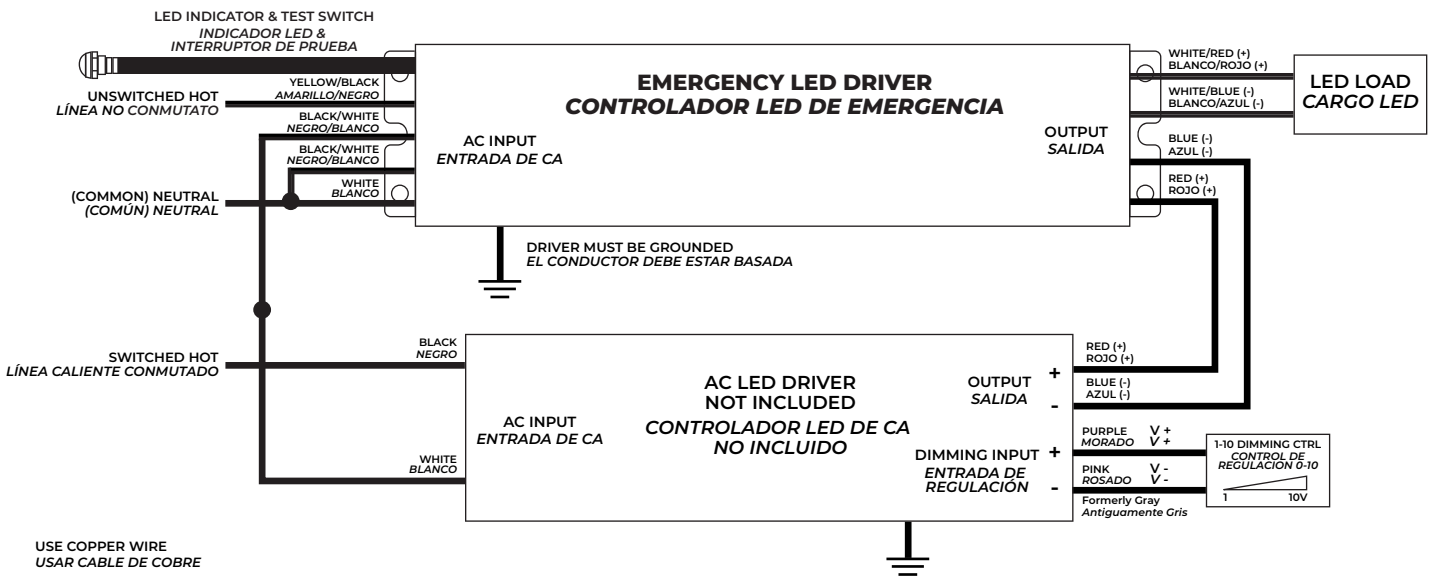 LED INDICATOR & TEST SWITCH
INDICADOR LED &
INTERRUPTOR DE PRUEBA
YELLOW/BLACK
AMARILLO/NEGRO
UNSWITCHED HOT
LÍNEA NO CONMUTATO
BLACK/WHITE
NEGRO/BLANCO
BLACK/WHITE
NEGRO/BLANCO
WHITE
BLANCO
(COMMON) NEUTRAL
(COMÚN) NEUTRAL
EMERGENCY LED DRIVER
CONTROLADOR LED DE EMERGENCIA
AC INPUT
ENTRADA DE CA
OUTPUT
SALIDA
WHITE/RED (+)
BLANCO/ROJO (+)
WHITE/BLUE (-)
BLANCO/AZUL (-)
LED LOAD
CARGO LED
BLUE (-)
AZUL (-)
RED (+)
ROJO (+)
DRIVER MUST BE GROUNDED
EL CONDUCTOR DEBE ESTAR BASADA
SWITCHED HOT
LÍNEA CALIENTE CONMUTADO
BLACK
NEGRO
WHITE
BLANCO
AC INPUT
ENTRADA DE CA
AC LED DRIVER
NOT INCLUDED
CONTROLADOR LED DE CA
NO INCLUIDO
OUTPUT
SALIDA
+
-
RED (+)
ROJO (+)
BLUE (-)
AZUL (-)
DIMMING INPUT
ENTRADA DE
REGULACIÓN
+
-
PURPLE V +
MORADO V +
PINK V -
ROSADO V -
Formerly Gray
Antiguamente Gris
1-10 DIMMING CTRL
CONTROL DE
REGULACIÓN 0-10
1 10V
USE COPPER WIRE
USAR CABLE DE COBRE